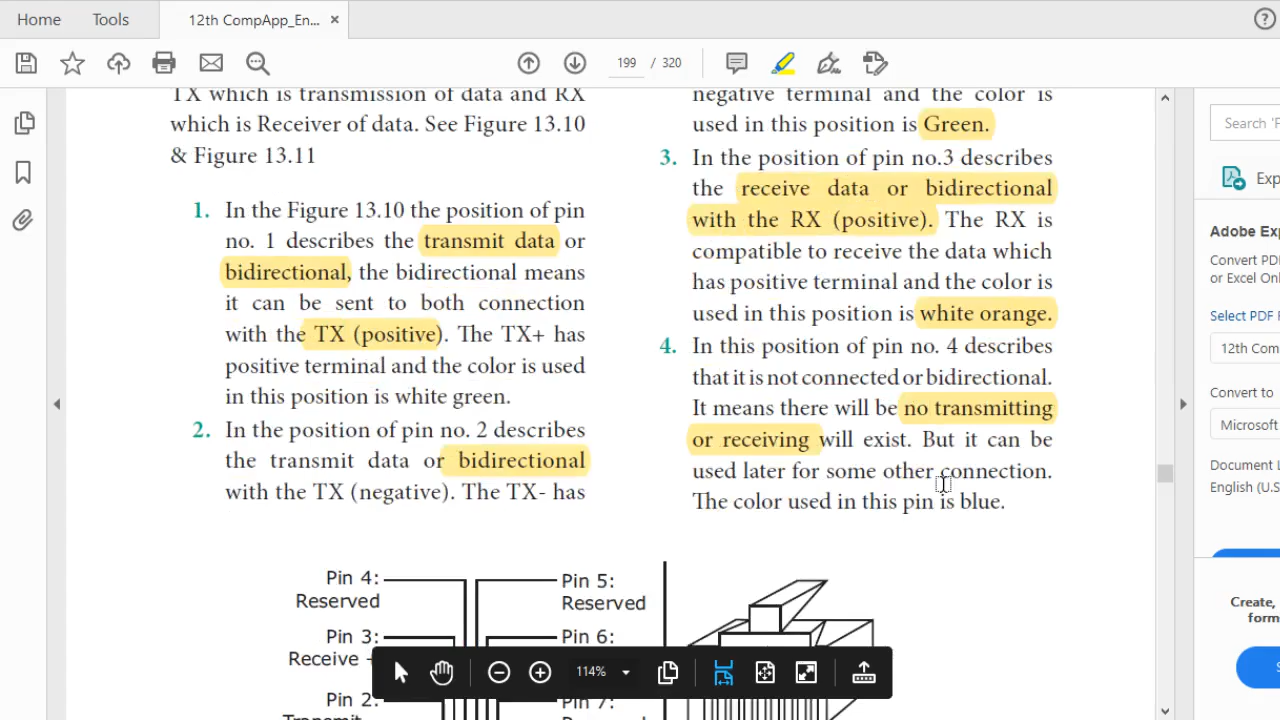 Home
Tools
12th CompApp_En...
×
?
199 / 320
TX which is transmission of data and RX
which is Receiver of data. See Figure 13.10
& Figure 13.11
1. In the Figure 13.10 the position of pin
no. 1 describes the transmit data or
bidirectional, the bidirectional means
it can be sent to both connection
with the TX (positive). The TX+ has
positive terminal and the color is used
in this position is white green.
2. In the position of pin no. 2 describes
the transmit data or bidirectional
with the TX (negative). The TX- has
negative terminal and the color is
used in this position is Green.
3. In the position of pin no.3 describes
the receive data or bidirectional
with the RX (positive). The RX is
compatible to receive the data which
has positive terminal and the color is
used in this position is white orange.
4. In this position of pin no. 4 describes
that it is not connected or bidirectional.
It means there will be no transmitting
or receiving will exist. But it can be
used later for some other connection.
The color used in this pin is blue.
Pin 4:
Reserved
Pin 3:
Receive +
Pin 2:
Transmit
Pin 5:
Reserved
Pin 6:
Pin 7:
114%
Search 'F
Exp
Adobe Exp
Convert PD
or Excel Onl
Select PDF F
12th Com
Convert to
Microsoft
Document L
English (U.S
Create,
form
S